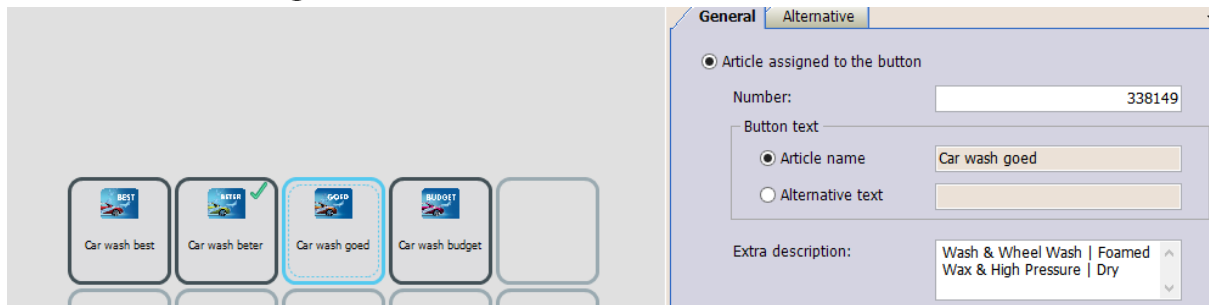 BEST
BETER
GOED
BUDGET
Car wash best
Car wash beter
Car wash goed
Car wash budget
General
Alternative
Article assigned to the button
Number:
338149
Button text
Article name
Car wash goed
Alternative text
Extra description:
Wash & Wheel Wash | Foamed
Wax & High Pressure | Dry